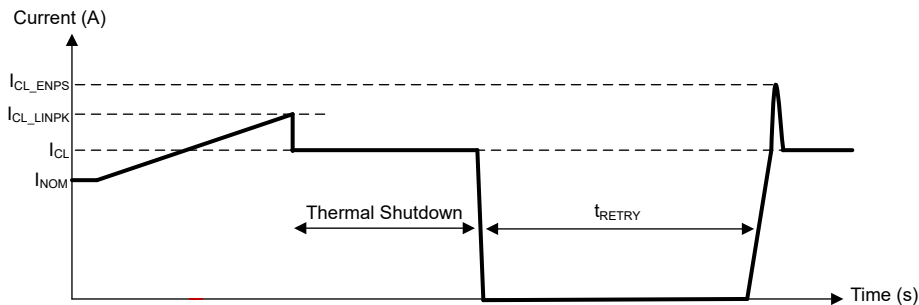 Current (A)
I_CL_ENPS
I_CL_LINPK
I_CL
I_NOM
Thermal Shutdown
t_RETRY
Time (s)